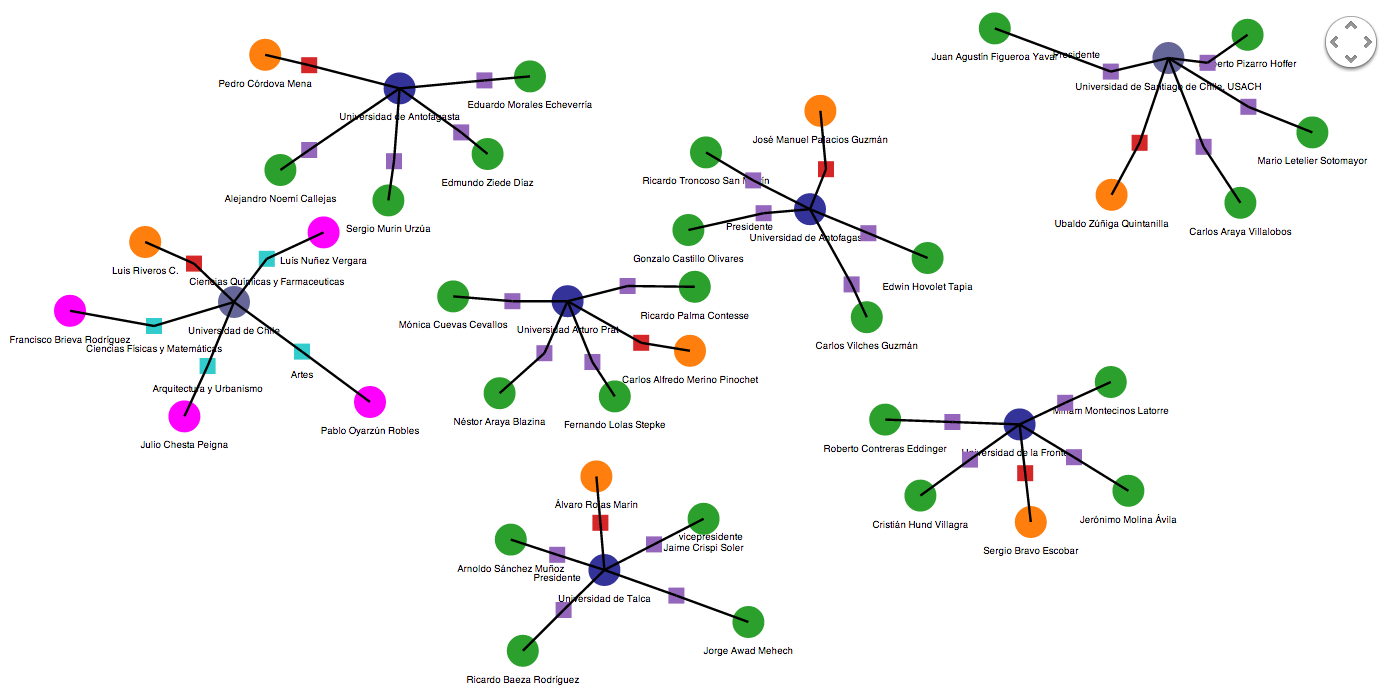 Pedro Córdova Mena
Eduardo Morales Echeverría
Universidad de Antofagasta
Edmundo Ziede Díaz
Alejandro Noemí Callejas
Sergio Murin Urzúa
Juan Agustín Figueroa Yavar
Presidente
Pizarro Hoffer
Universidad de Santiago de Chile, USACH
Mario Letelier Sotomayor
Ubaldo Zúñiga Quintanilla
Carlos Araya Villalobos
José Manuel Palacios Guzmán
Ricardo Troncoso San
Presidente
Universidad de Antofagas
Gonzalo Castillo Olivares
Edwin Hovolet Tapia
Carlos Vilches Guzmán
Luis Riveros C.
Luís Nuñez Vergara
Ciencias Químicas y Farmaceuticas
Universidad de Chile
Francisco Brieva Rodríguez
Ciencias Físicas y Matemáticas
Artes
Arquitectura y Urbanismo
Julio Chesta Peigna
Pablo Oyarzún Robles
Mónica Cuevas Cevallos
Ricardo Palma Contesse
Universidad Arturo Prat
Carlos Alfredo Merino Pinochet
Néstor Araya Blazina
Fernando Lolas Stepke
Miriam Montecinos Latorre
Roberto Contreras Eddinger
Universidad de la Fronte
Cristián Hund Villagra
Jerónimo Molina Ávila
Sergio Bravo Escobar
Álvaro Rojas Marín
vicepresidente
Jaime Crispi Soler
Arnoldo Sánchez Muñoz
Presidente
Universidad de Talca
Jorge Awad Mehech
Ricardo Baeza Rodríguez